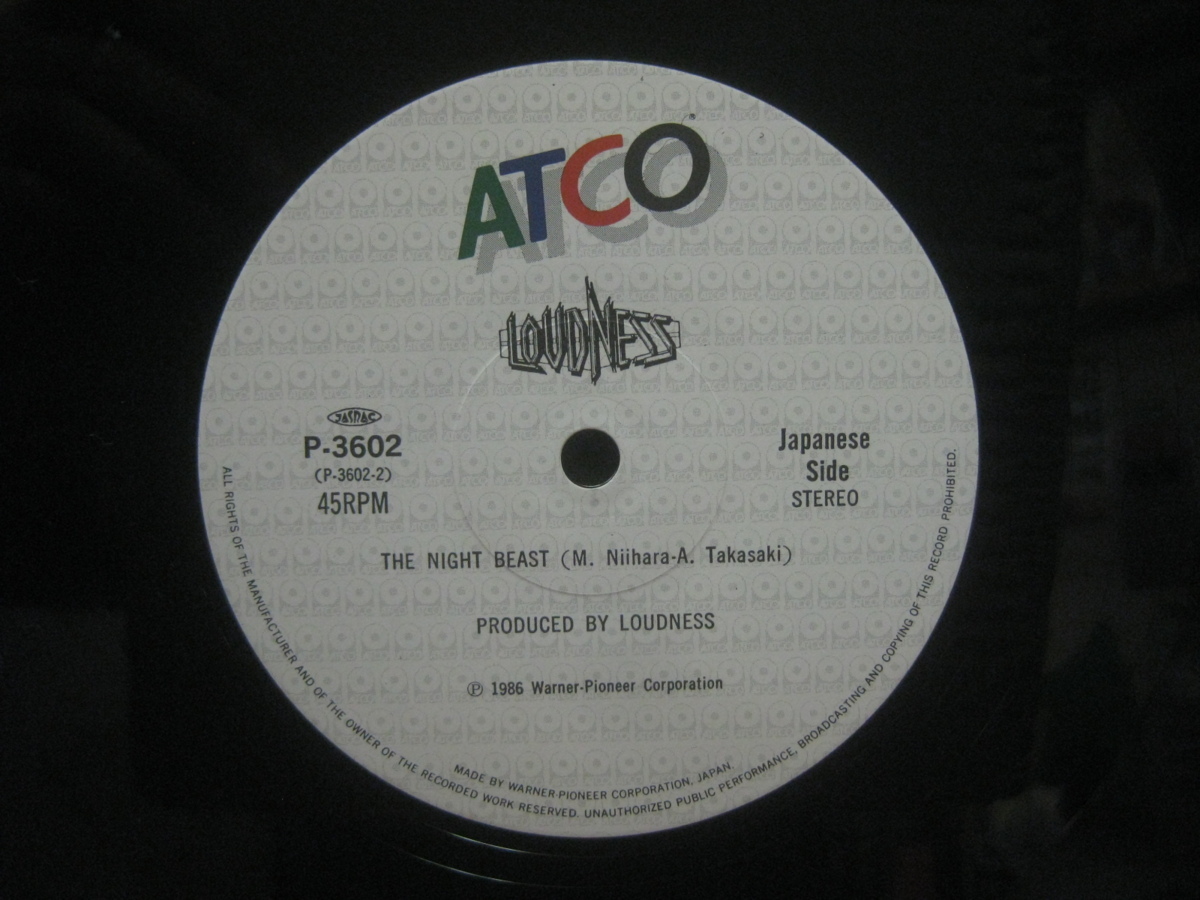 ATCO®
LOUDNESS
JASRAC
P-3602
(P-3602-2)
45RPM
Japanese
Side
STEREO
THE NIGHT BEAST (M. Niihara-A. Takasaki)
PRODUCED BY LOUDNESS
℗ 1986 Warner-Pioneer Corporation
MADE BY WARNER-PIONEER CORPORATION, JAPAN.
ALL RIGHTS OF THE MANUFACTURER AND OF THE OWNER OF THE RECORDED WORK RESERVED. UNAUTHORIZED PUBLIC PERFORMANCE, BROADCASTING AND COPYING OF THIS RECORD PROHIBITED.